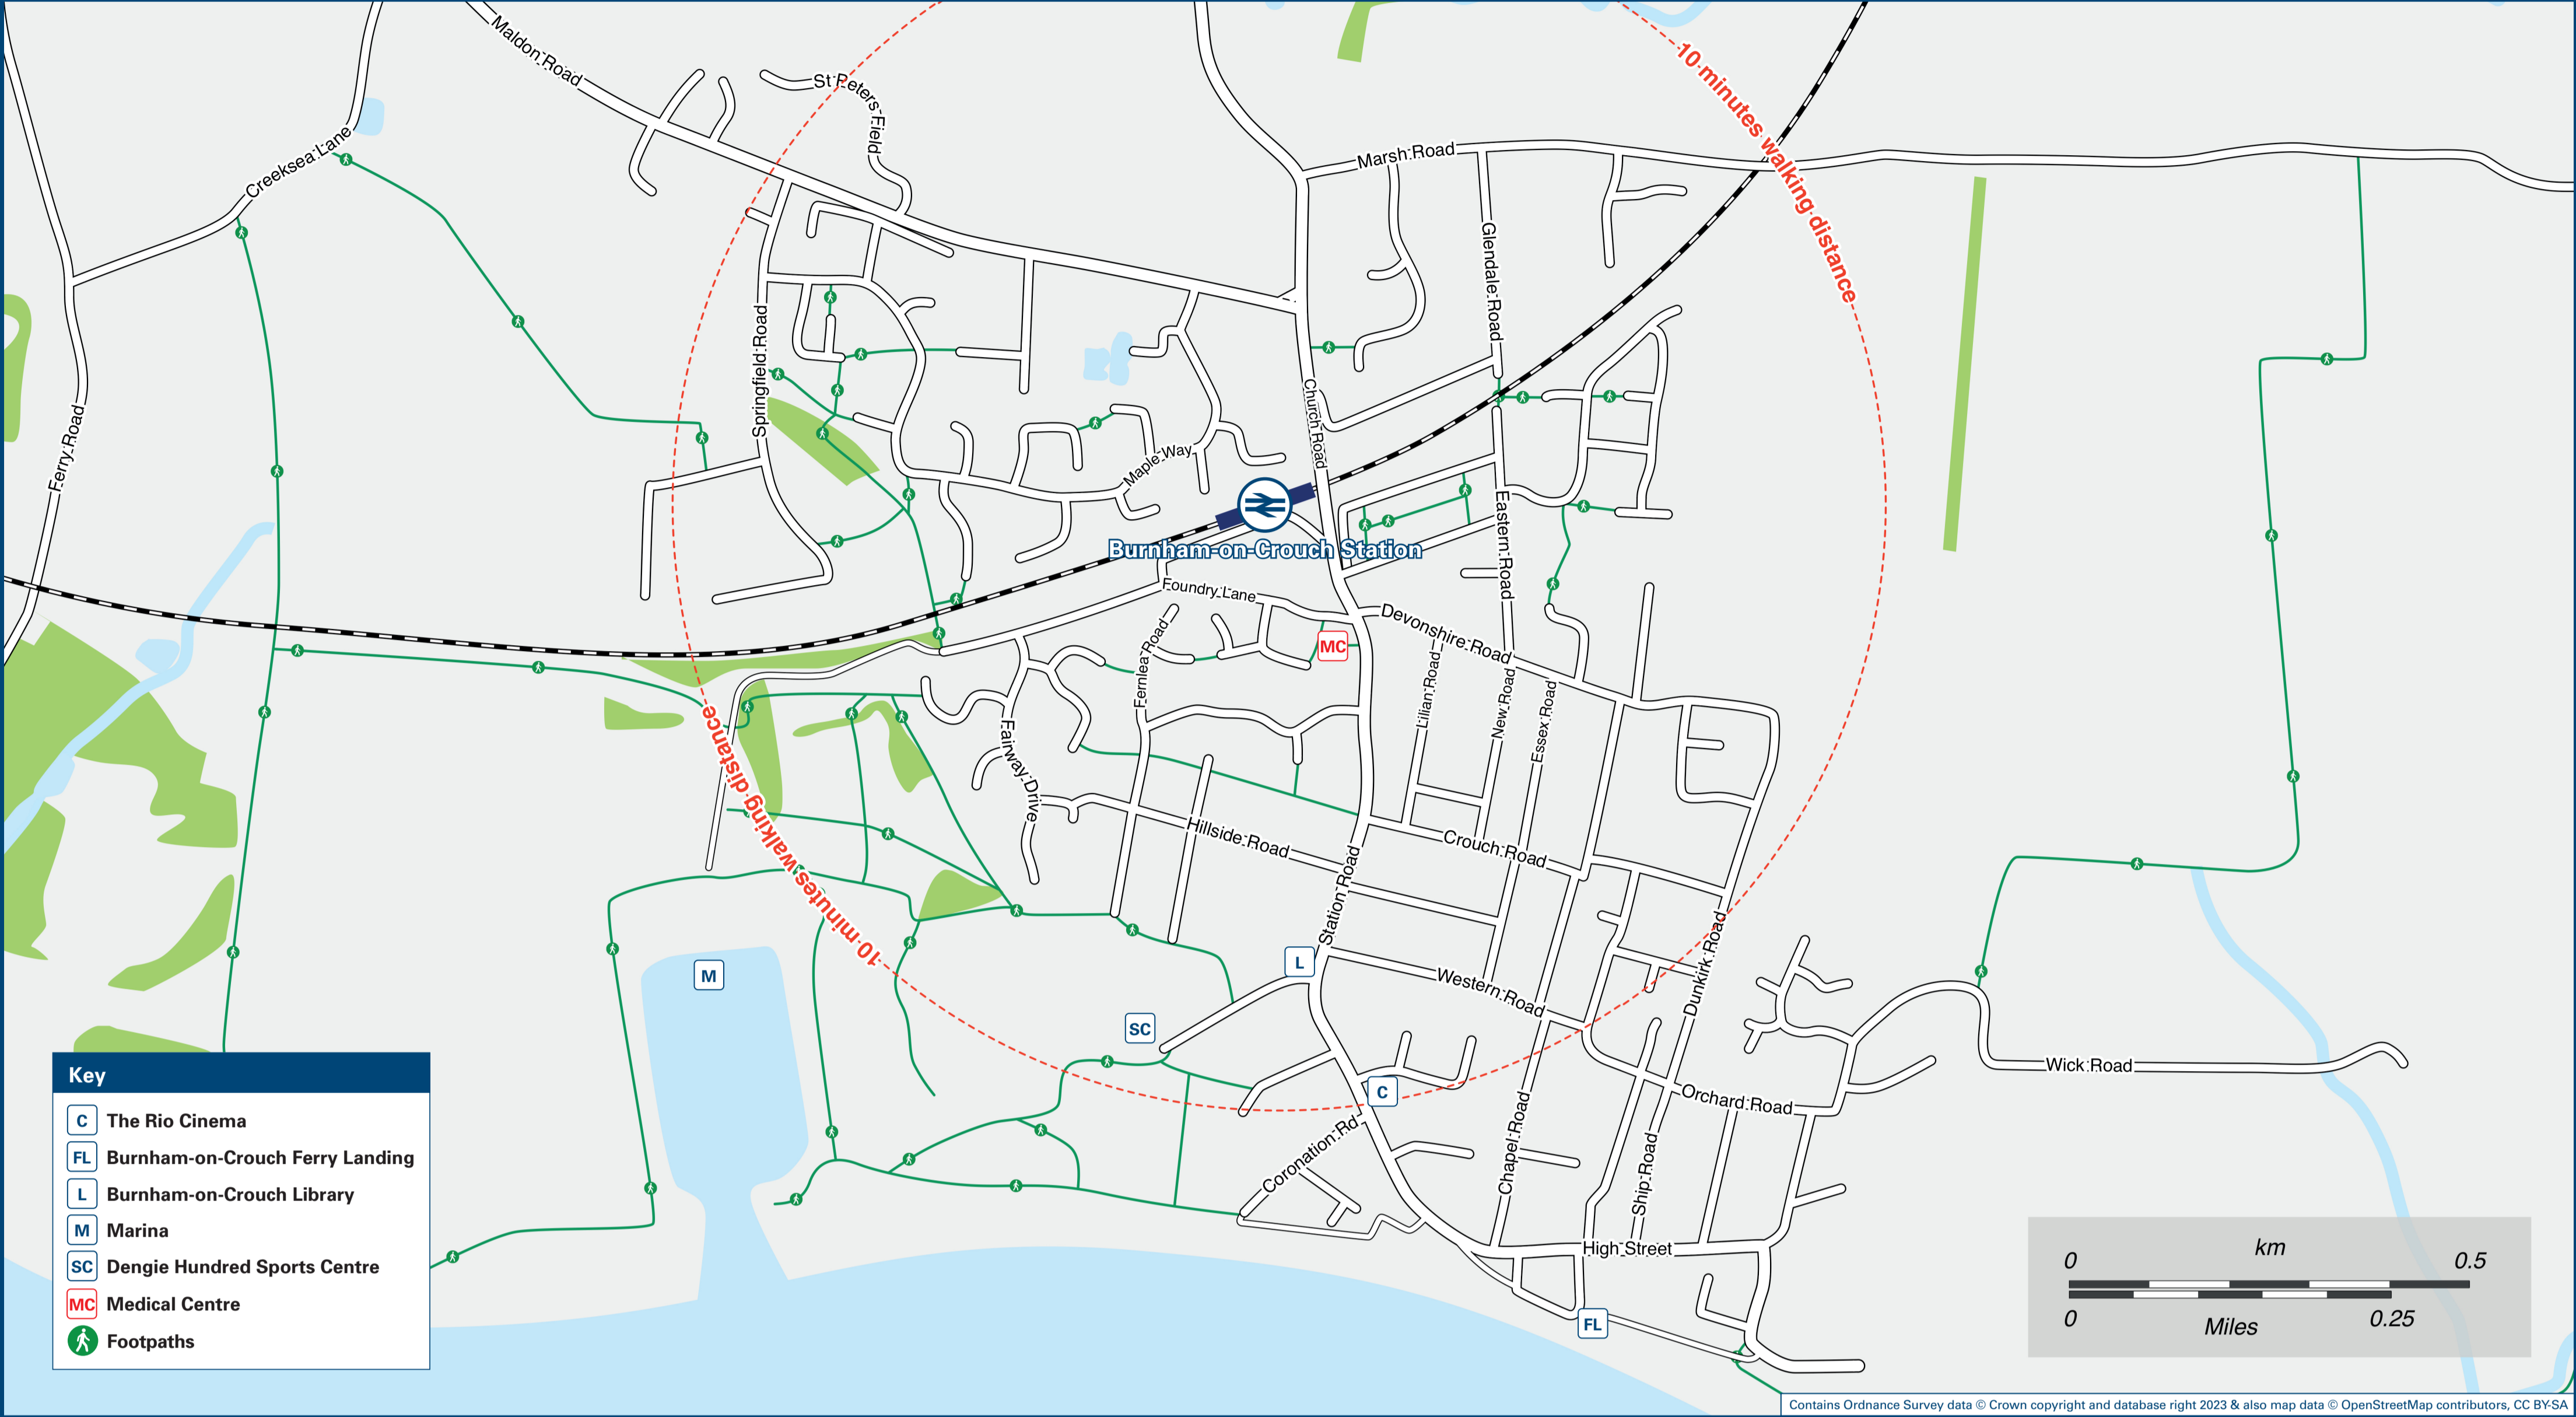 Maldon Road
St Peters Field
10 minutes walking distance
Creeksea Lane
Marsh Road
Glendale Road
Springfield Road
Ferry Road
Church Road
Maple Way
Burnham-on-Crouch Station
Eastern Road
Foundry Lane
Devonshire Road
MC
Fernlea Road
Lilian Road
New Road
Essex Road
Fairway Drive
10 minutes walking distance
Hillside Road
Crouch Road
Station Road
L
M
Western Road
Dunkirk Road
SC
C
Wick Road
Orchard Road
Coronation Rd
Chapel Road
Ship Road
High Street
FL
Key
C The Rio Cinema
FL Burnham-on-Crouch Ferry Landing
L Burnham-on-Crouch Library
M Marina
SC Dengie Hundred Sports Centre
MC Medical Centre
Footpaths
km
0 0.5
0 0.25
Miles
Contains Ordnance Survey data © Crown copyright and database right 2023 & also map data © OpenStreetMap contributors, CC BY-SA